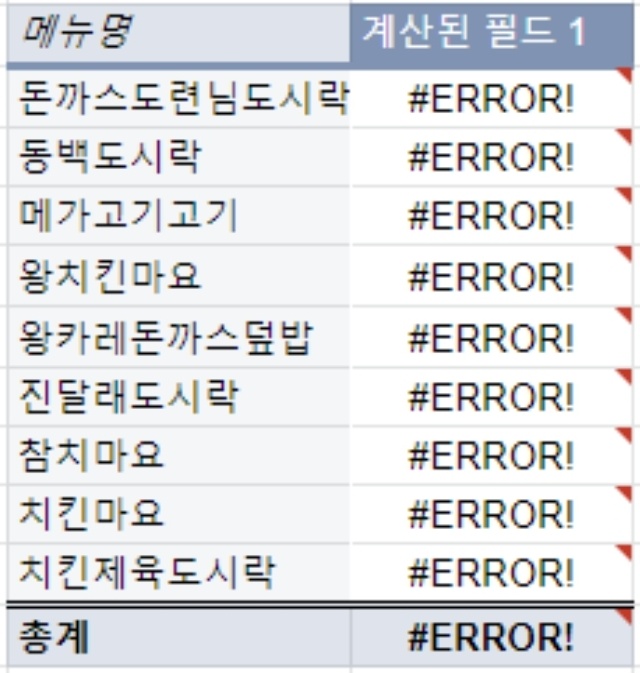 메뉴명 계산된 필드 1
돈까스도련님도시락 #ERROR!
동백도시락 #ERROR!
메가고기고기 #ERROR!
왕치킨마요 #ERROR!
왕카레돈까스덮밥 #ERROR!
진달래도시락 #ERROR!
참치마요 #ERROR!
치킨마요 #ERROR!
치킨제육도시락 #ERROR!
총계 #ERROR!